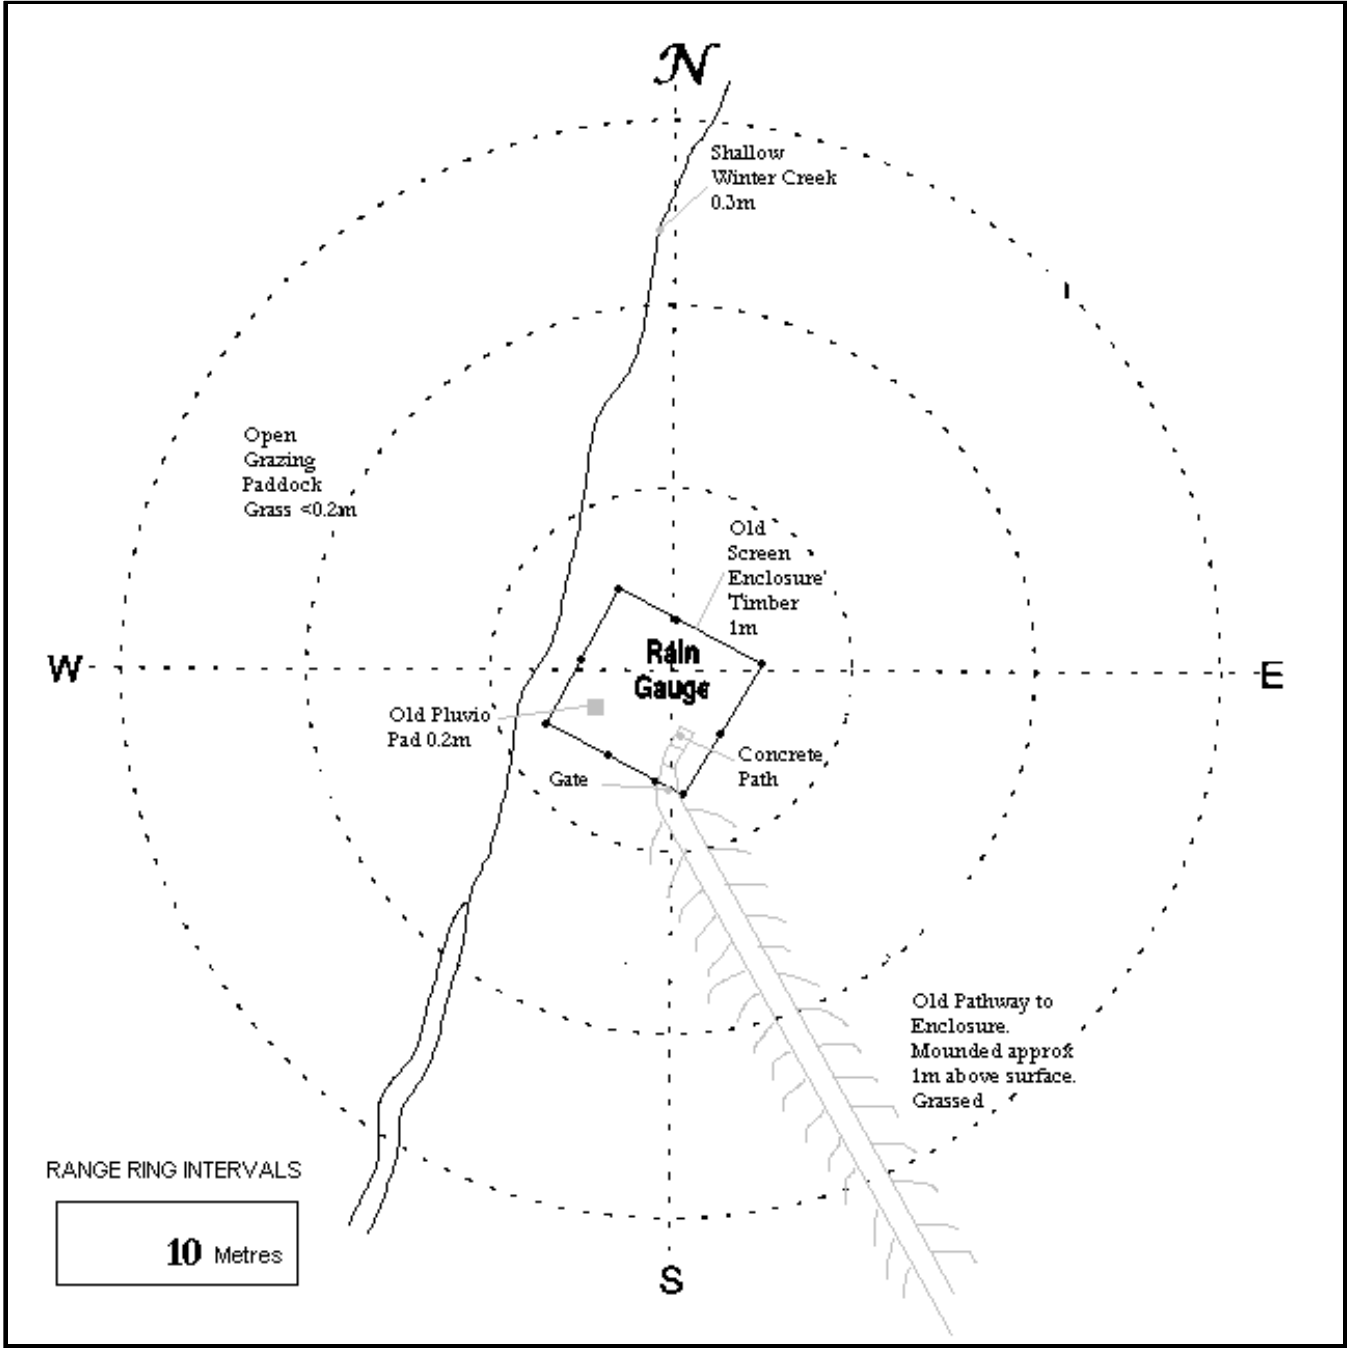 N
Shallow
Winter Creek
0.3m
Open
Grazing
Paddock
Grass <0.2m
Old
Screen
Enclosure
Timber
1m
W
Rain
Gauge
E
Old Pluvio
Pad 0.2m
Concrete
Path
Gate
Old Pathway to
Enclosure.
Mounded approx
1m above surface.
Grassed
RANGE RING INTERVALS
10 Metres
S